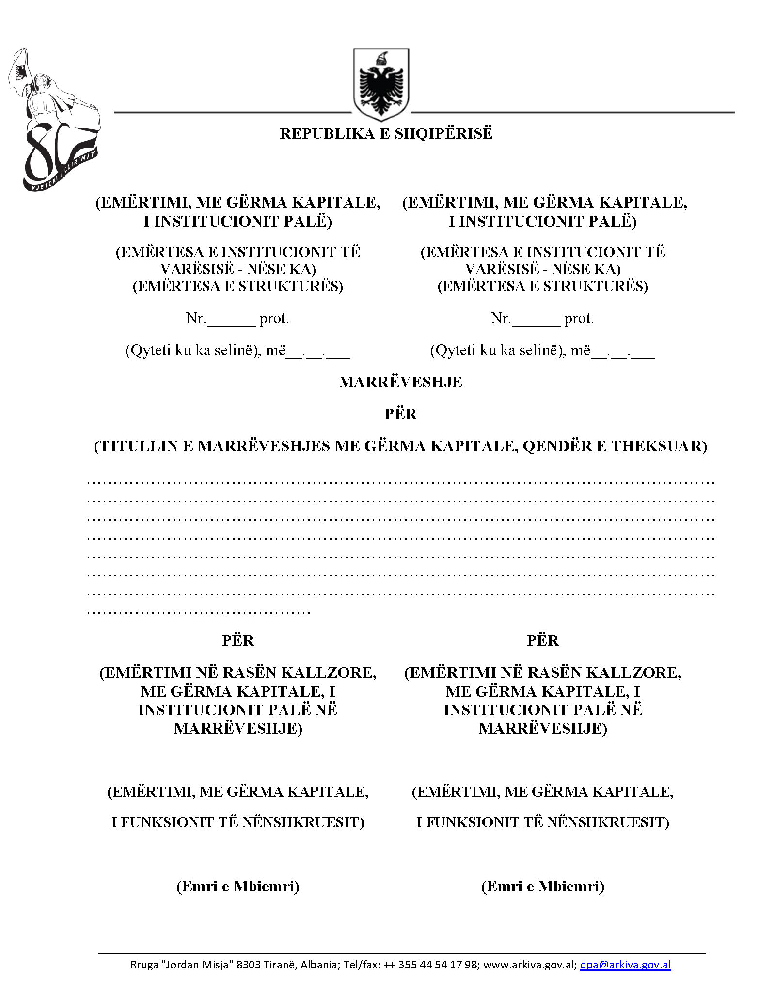 VJETORI I ÇLIRIMIT
REPUBLIKA E SHQIPËRISË
(EMËRTIMI, ME GËRMA KAPITALE,
I INSTITUCIONIT PALË)
(EMËRTESA E INSTITUCIONIT TË
VARËSISË - NËSE KA)
(EMËRTESA E STRUKTURËS)
Nr.______ prot.
(Qyteti ku ka selinë), më__.__.___
(EMËRTIMI, ME GËRMA KAPITALE,
I INSTITUCIONIT PALË)
(EMËRTESA E INSTITUCIONIT TË
VARËSISË - NËSE KA)
(EMËRTESA E STRUKTURËS)
Nr.______ prot.
(Qyteti ku ka selinë), më__.__.___
MARRËVESHJE
PËR
(TITULLIN E MARRËVESHJES ME GËRMA KAPITALE, QENDËR E THEKSUAR)
PËR
(EMËRTIMI NË RASËN KALLZORE,
ME GËRMA KAPITALE, I
INSTITUCIONIT PALË NË
MARRËVESHJE)
(EMËRTIMI, ME GËRMA KAPITALE,
I FUNKSIONIT TË NËNSHKRUESIT)
(Emri e Mbiemri)
PËR
(EMËRTIMI NË RASËN KALLZORE,
ME GËRMA KAPITALE, I
INSTITUCIONIT PALË NË
MARRËVESHJE)
(EMËRTIMI, ME GËRMA KAPITALE,
I FUNKSIONIT TË NËNSHKRUESIT)
(Emri e Mbiemri)
Rruga "Jordan Misja" 8303 Tiranë, Albania; Tel/fax: ++ 355 44 54 17 98; www.arkiva.gov.al; dpa@arkiva.gov.al